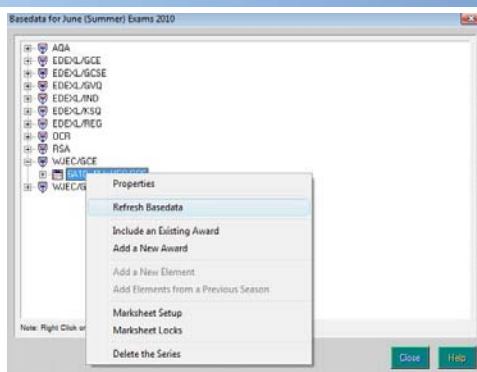 Basedata for June (Summer) Exams 2010
AQA
EDEXL/GCE
EDEXL/GCSE
EDEXL/GVQ
EDEXL/IND
EDEXL/KSQ
EDEXL/REG
OCR
RSA
WJEC/GCE
WJEC/G
Properties
Refresh Basedata
Include an Existing Award
Add a New Award
Add a New Element
Add Elements from a Previous Season
Marksheet Setup
Marksheet Locks
Delete the Series
Note: Right Click on
Close
Help